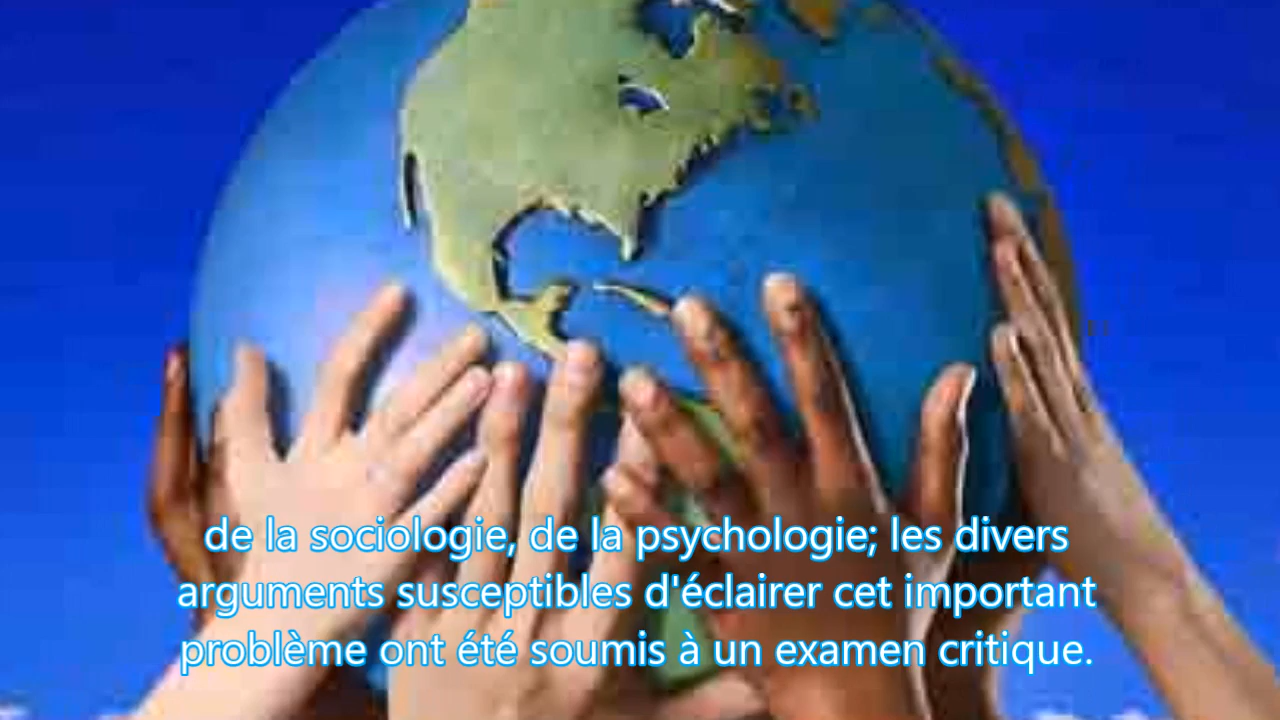 de la sociologie, de la psychologie; les divers
arguments susceptibles d'éclairer cet important
problème ont été soumis à un examen critique.